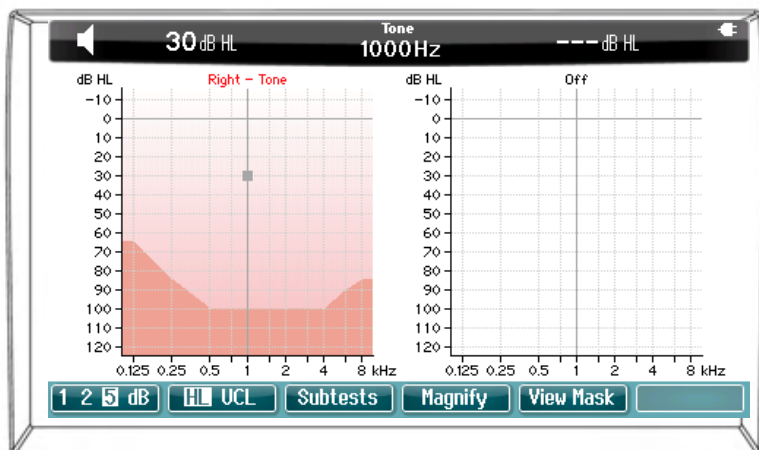 Tone
30 dB HL 1000Hz --- dB HL
dB HL Right - Tone dB HL Off
-10 -10
0 0
10 10
20 20
30 30
40 40
50 50
60 60
70 70
80 80
90 90
100 100
110 110
120 120
0.125 0.25 0.5 1 2 4 8 kHz 0.125 0.25 0.5 1 2 4 8 kHz
1 2 5 dB HL UCL Subtests Magnify View Mask